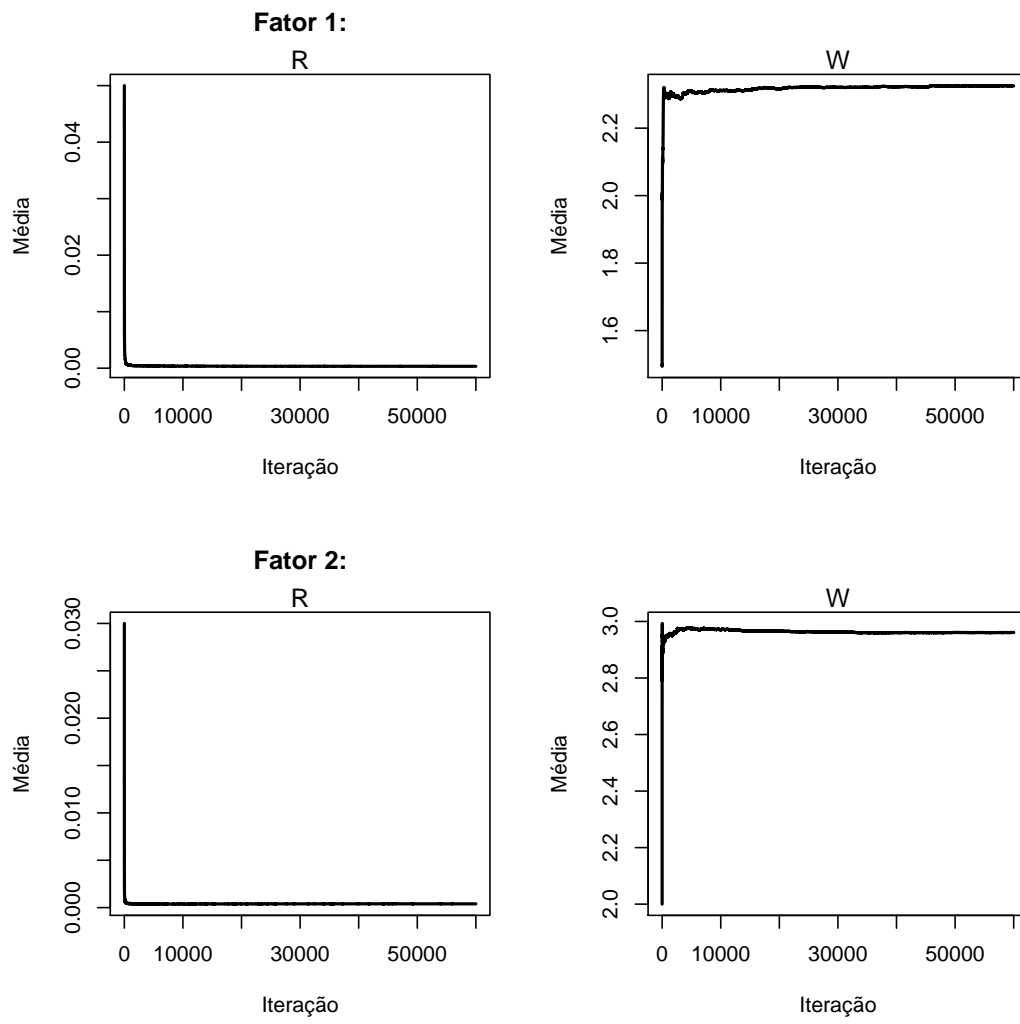 Fator 1:
R
W
Média
0.00 0.02 0.04
0 10000 30000 50000
Iteração
Média
1.6 1.8 2.0 2.2
0 10000 30000 50000
Iteração
Fator 2:
R
W
Média
0.000 0.010 0.020 0.030
0 10000 30000 50000
Iteração
Média
2.0 2.2 2.4 2.6 2.8 3.0
0 10000 30000 50000
Iteração